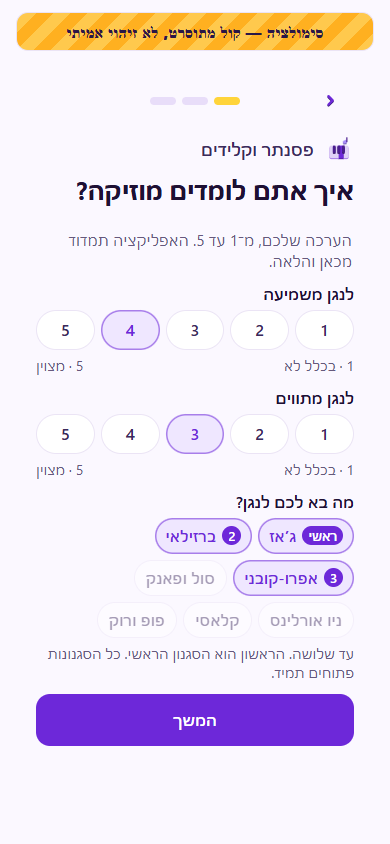 סימולציה — קול מתוסרט, לא זיהוי אמיתי
פסנתר וקלידים
איך אתם לומדים מוזיקה?
הערכה שלכם, מ־1 עד 5. האפליקציה תמדוד
מכאן והלאה.
לנגן משמיעה
1 2 3 4 5
1 · בכלל לא 5 · מצוין
לנגן מתווים
1 2 3 4 5
1 · בכלל לא 5 · מצוין
מה בא לכם לנגן?
ראשי ג׳אז 2 ברזילאי
3 אפרו-קובני סול ופאנק
ניו אורלינס קלאסי פופ ורוק
עד שלושה. הראשון הוא הסגנון הראשי. כל הסגנונות
פתוחים תמיד.
המשך